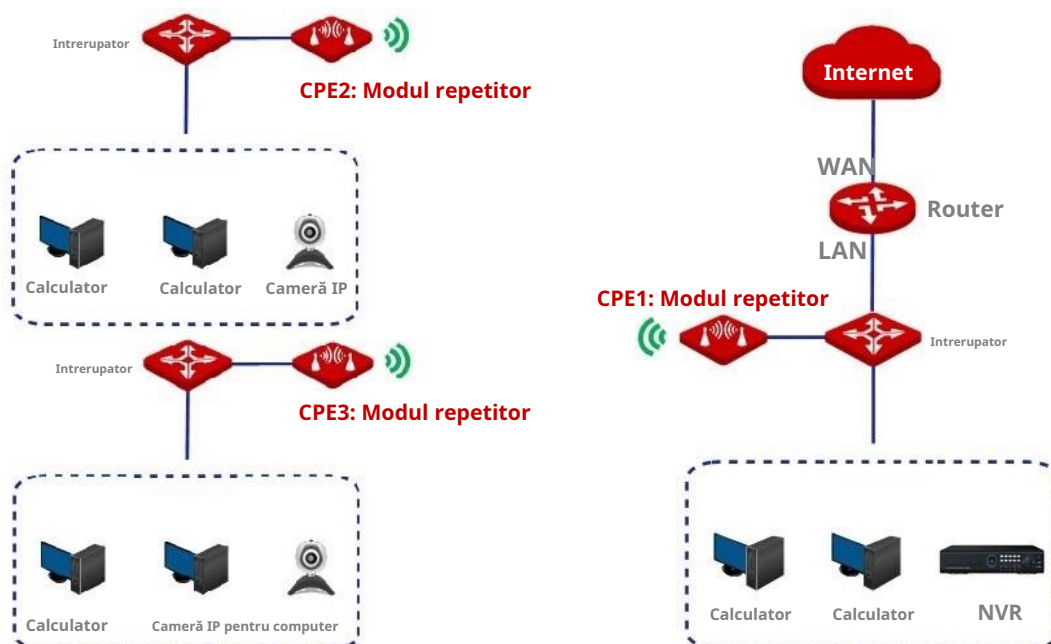 Intrerupator
CPE2: Modul repetitor
Calculator
Calculator
Cameră IP
Intrerupator
CPE3: Modul repetitor
Calculator
Cameră IP pentru computer
Internet
WAN
Router
LAN
CPE1: Modul repetitor
Intrerupator
Calculator
Calculator
NVR